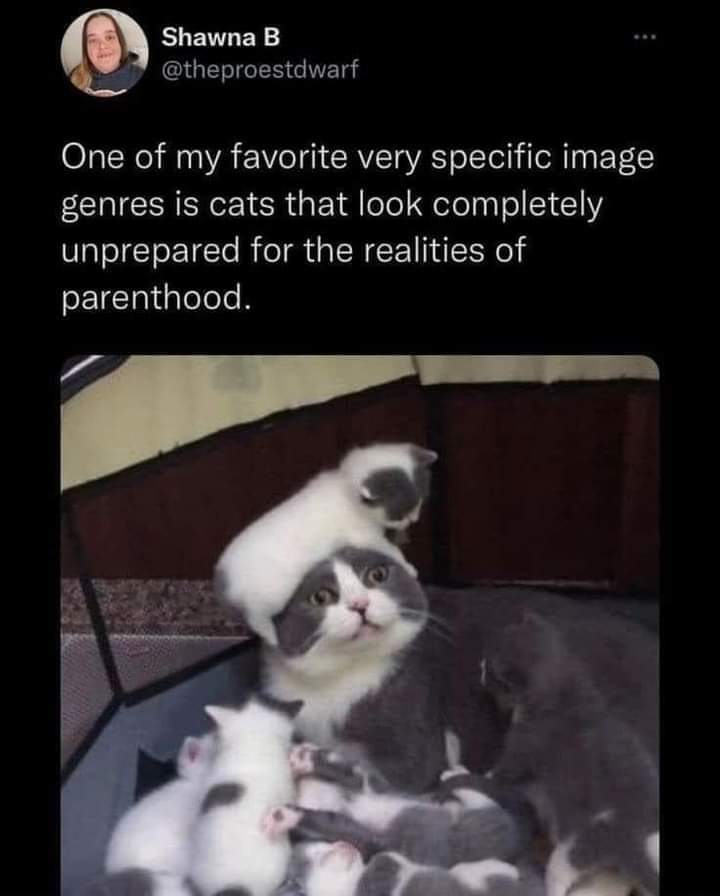 Shawna B
@theproestdwarf
One of my favorite very specific image
genres is cats that look completely
unprepared for the realities of
parenthood.